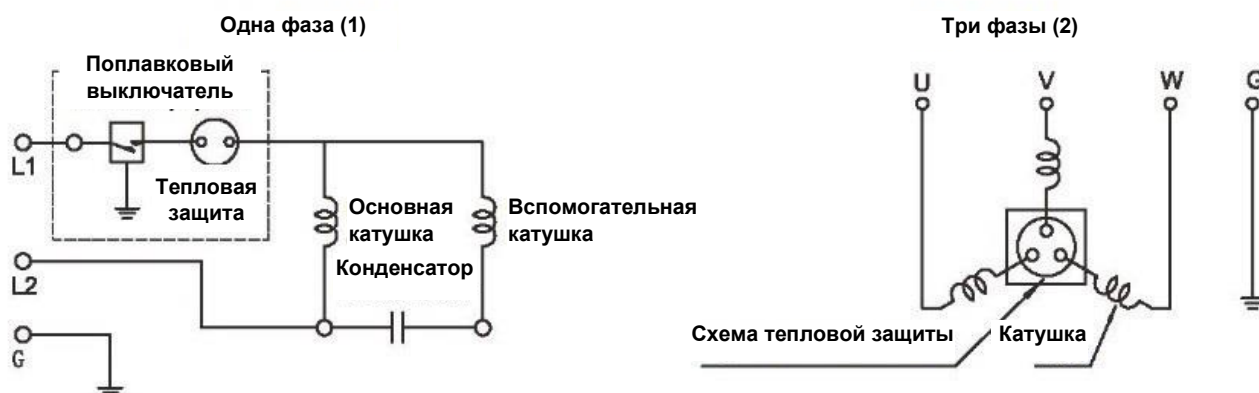 Одна фаза (1)
Поплавковый
выключатель
L1
Тепловая
защита
Основная
катушка
Вспомогательная
катушка
Конденсатор
L2
G
Три фазы (2)
U
V
W
G
Схема тепловой защиты
Катушка